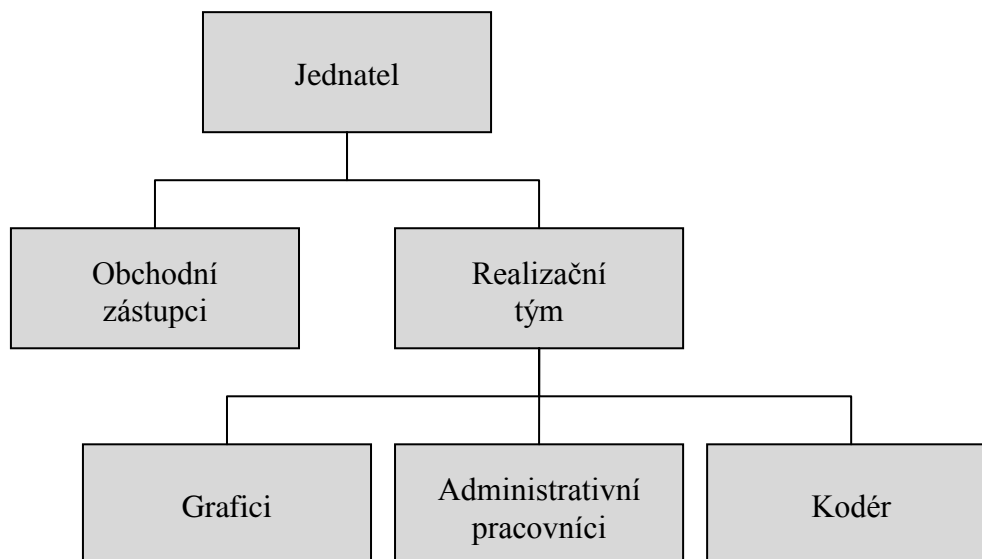 Jednatel
Obchodní
zástupci
Realizační
tým
Grafici
Administrativní
pracovníci
Kodér